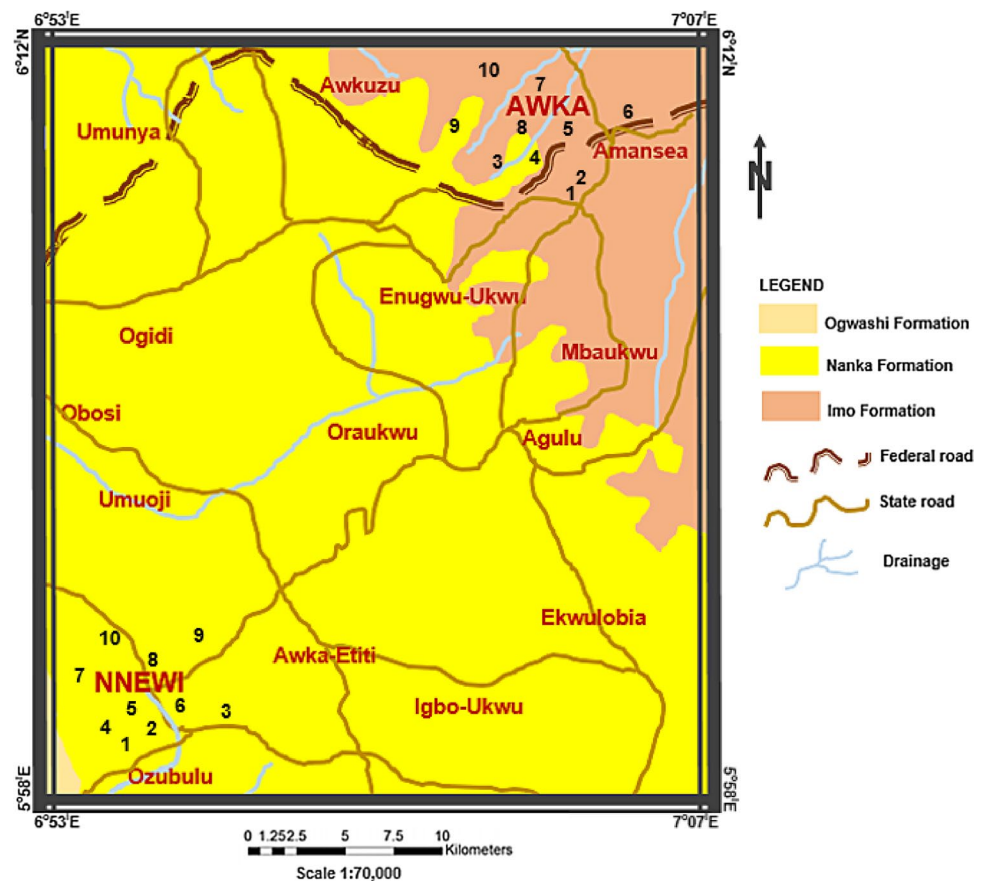 6°53'E 7°07'E
6°12'N 6°12'N
10
Awkuzu 7
AWKA 6
Umunya 9 8 5
Amansea
3 4
2
1
N
Enugwu-Ukwu
LEGEND
Ogwashi Formation
Ogidi
Mbaukwu
Nanka Formation
Obosi
Imo Formation
Oraukwu
Agulu
Federal road
Umuoji
State road
Drainage
Ekwulobia
10 9
8 Awka-Etiti
7
NNEWI
5 6 3 Igbo-Ukwu
4 2
1
Ozubulu
5°58'E 5°58'E
6°53'E 7°07'E
0 1.252.5 5 7.5 10
Kilometers
Scale 1:70,000